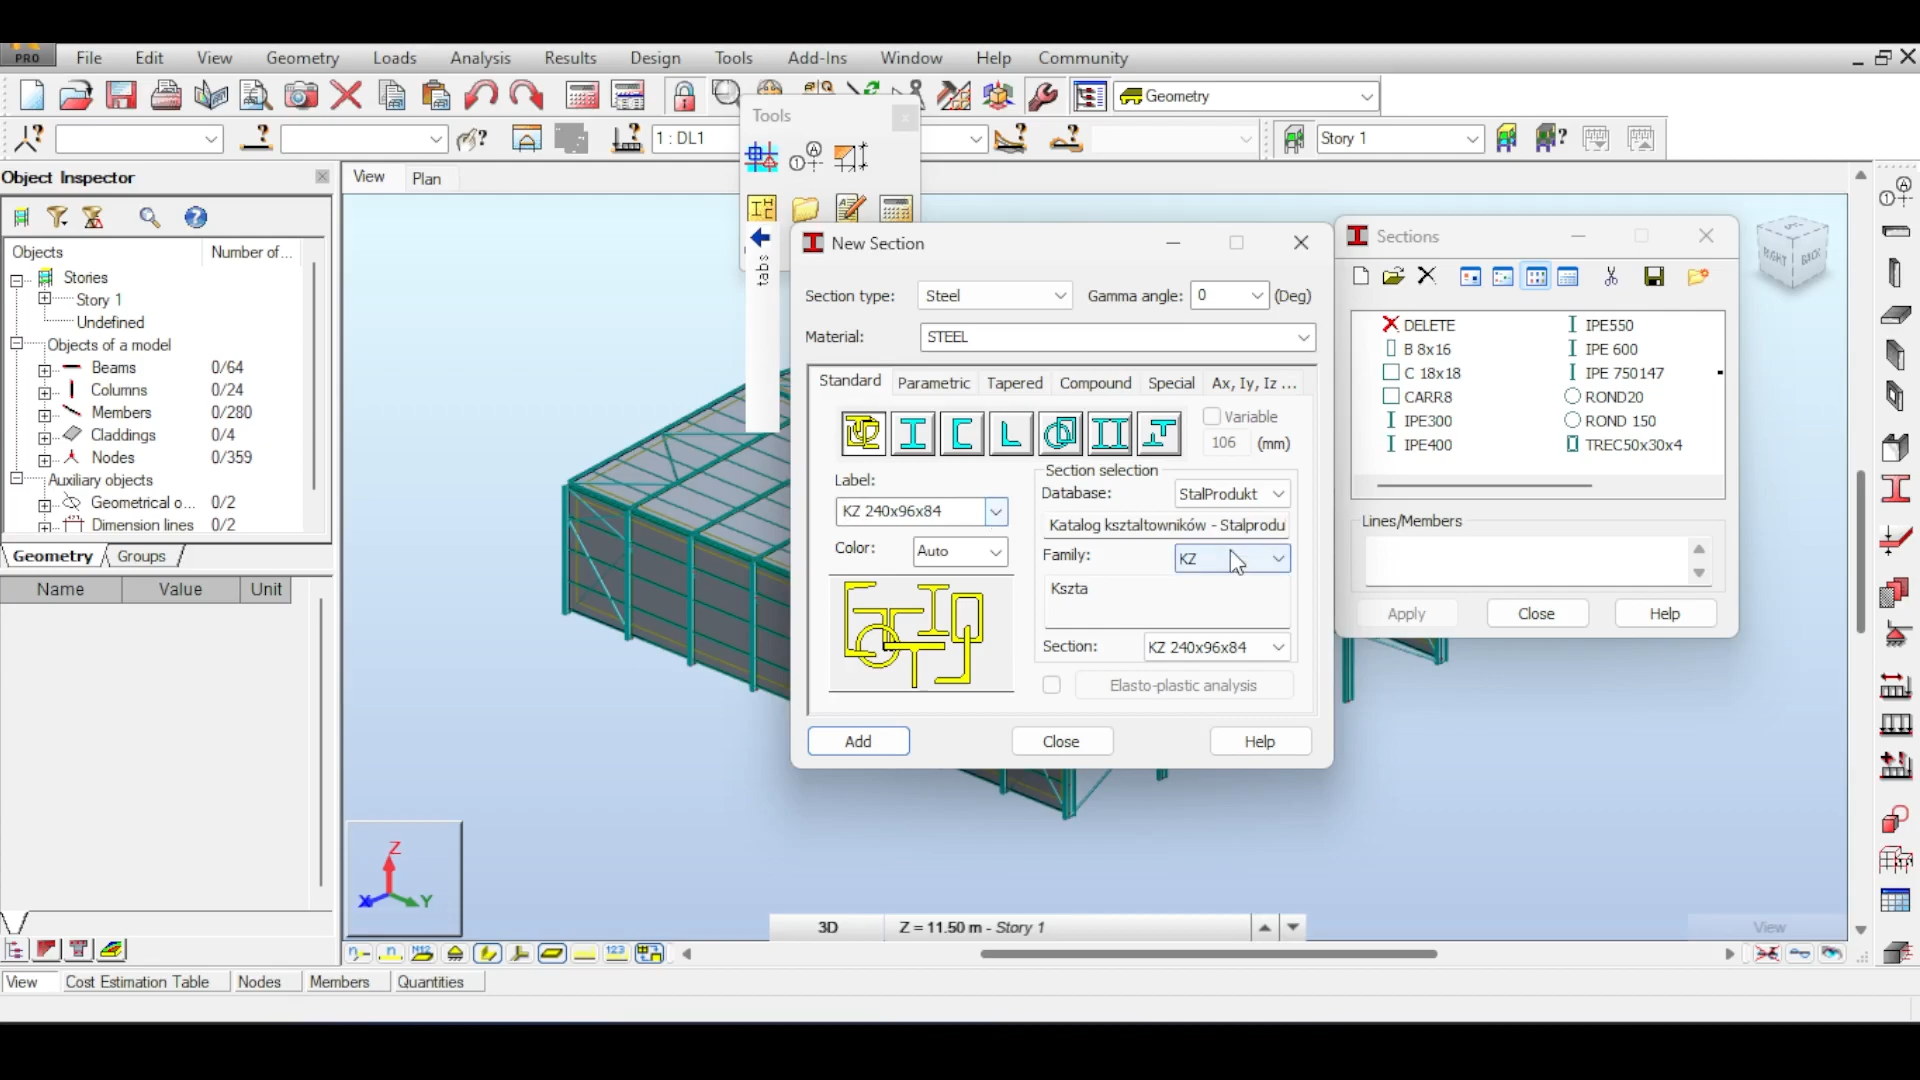 PRO
File Edit View Geometry Loads Analysis Results Design Tools Add-Ins Window Help Community
Geometry
1 : DL1
Story 1
Tools
tabs
Object Inspector
View Plan
Objects Number of...
Stories
Story 1
Undefined
Objects of a model
Beams 0/64
Columns 0/24
Members 0/280
Claddings 0/4
Nodes 0/359
Auxiliary objects
Geometrical o... 0/2
Dimension lines 0/2
Geometry Groups
Name Value Unit
New Section
Section type: Steel Gamma angle: 0 (Deg)
Material: STEEL
Standard Parametric Tapered Compound Special Ax, Iy, Iz ...
Variable
106 (mm)
Label:
KZ 240x96x84
Color: Auto
Section selection
Database: StalProdukt
Katalog kształtowników - Stalprodu
Family: KZ
Kszta
Section: KZ 240x96x84
Elasto-plastic analysis
Add Close Help
Sections
DELETE
B 8x16
C 18x18
CARR8
IPE300
IPE400
IPE550
IPE 600
IPE 750147
ROND20
ROND 150
TREC50x30x4
Lines/Members
Apply Close Help
RIGHT BACK
Z
X Y
3D Z = 11.50 m - Story 1
View
View Cost Estimation Table Nodes Members Quantities